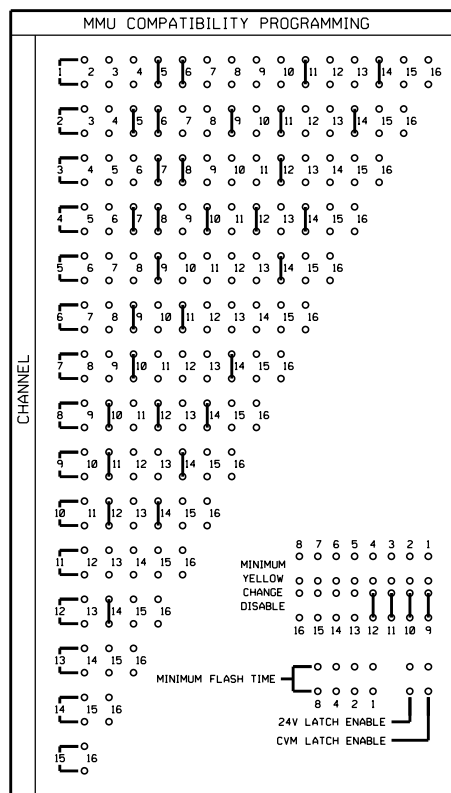 MMU COMPATIBILITY PROGRAMMING
CHANNEL
1 2 3 4 5 6 7 8 9 10 11 12 13 14 15 16
2 3 4 5 6 7 8 9 10 11 12 13 14 15 16
3 4 5 6 7 8 9 10 11 12 13 14 15 16
4 5 6 7 8 9 10 11 12 13 14 15 16
5 6 7 8 9 10 11 12 13 14 15 16
6 7 8 9 10 11 12 13 14 15 16
7 8 9 10 11 12 13 14 15 16
8 9 10 11 12 13 14 15 16
9 10 11 12 13 14 15 16
10 11 12 13 14 15 16
11 12 13 14 15 16
12 13 14 15 16
13 14 15 16
14 15 16
15 16
8 7 6 5 4 3 2 1
MINIMUM
YELLOW
CHANGE
DISABLE
16 15 14 13 12 11 10 9
MINIMUM FLASH TIME
8 4 2 1
24V LATCH ENABLE
CVM LATCH ENABLE